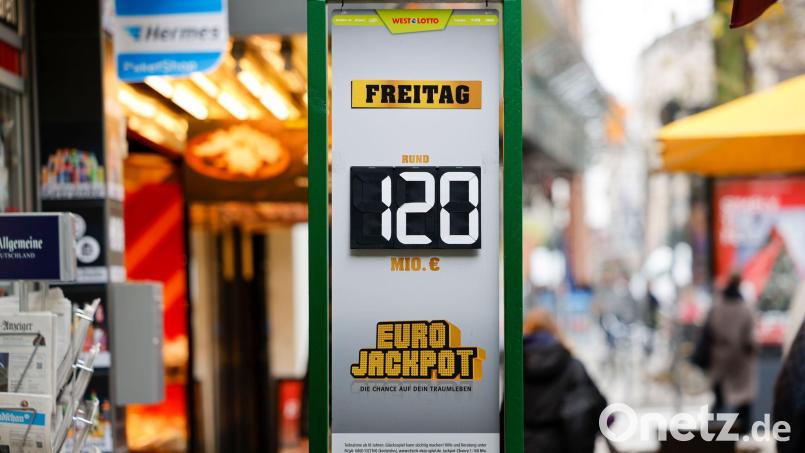 WEST LOTTO
Hermes
PaketShop
FREITAG
RUND
120
MIO. €
EURO
JACKPOT
DIE CHANCE AUF DEIN TRAUMLEBEN
Allgemeine
DEUTSCHLAND
Anzeiger
Onetz.de